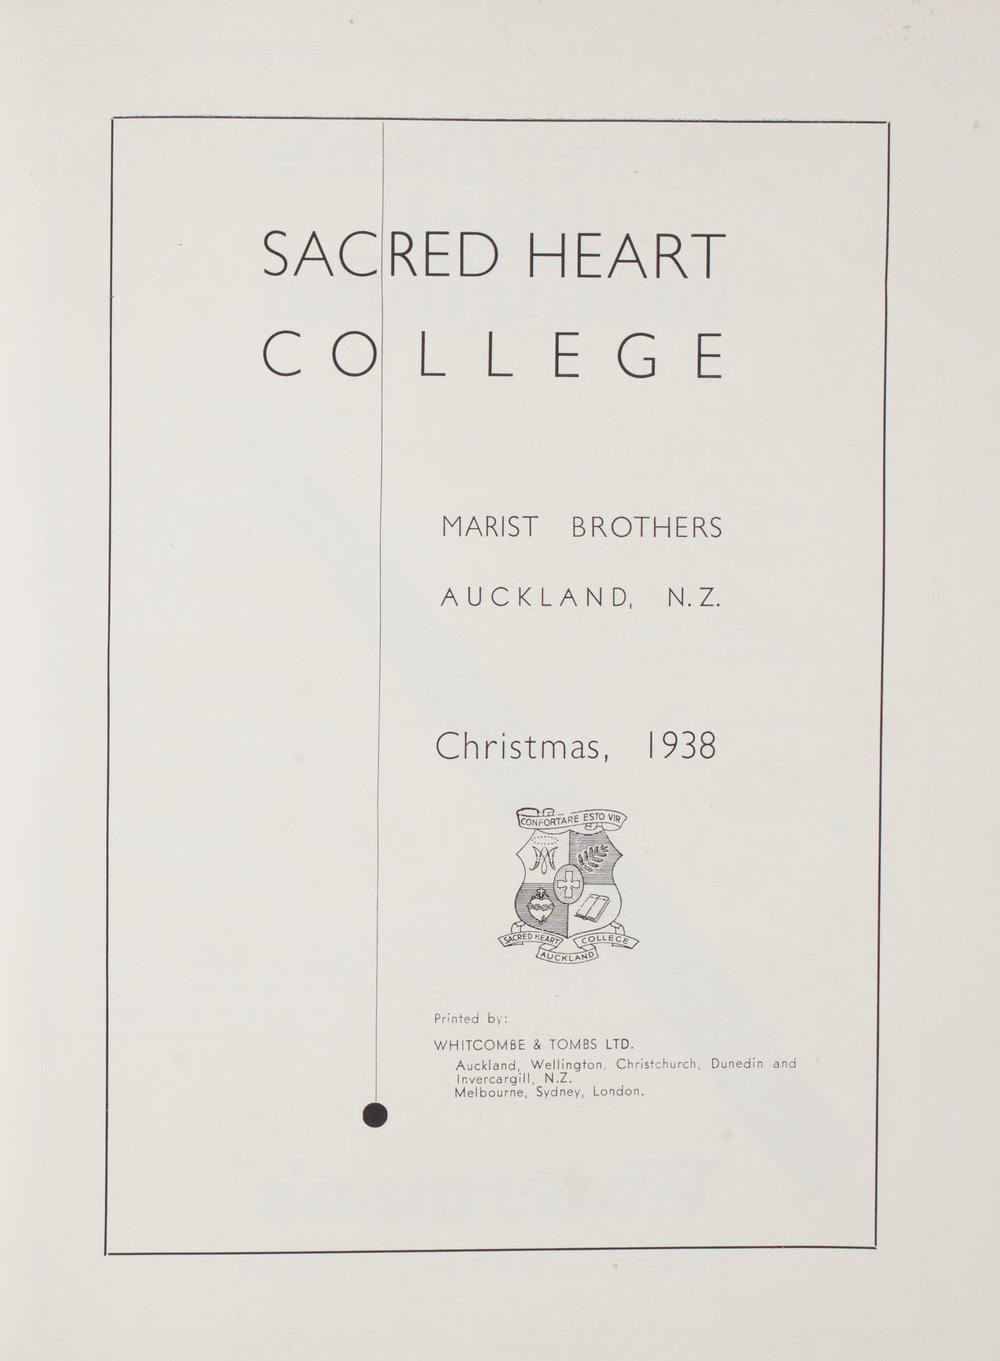 SACRED HEART
COLLEGE
MARIST BROTHERS
AUCKLAND, N.Z.
Christmas, 1938
CONFORTARE ESTO VIR
SACRED HEART COLLEGE
AUCKLAND
Printed by:
WHITCOMBE & TOMBS LTD.
Auckland, Wellington, Christchurch, Dunedin and
Invercargill, N.Z.
Melbourne, Sydney, London.